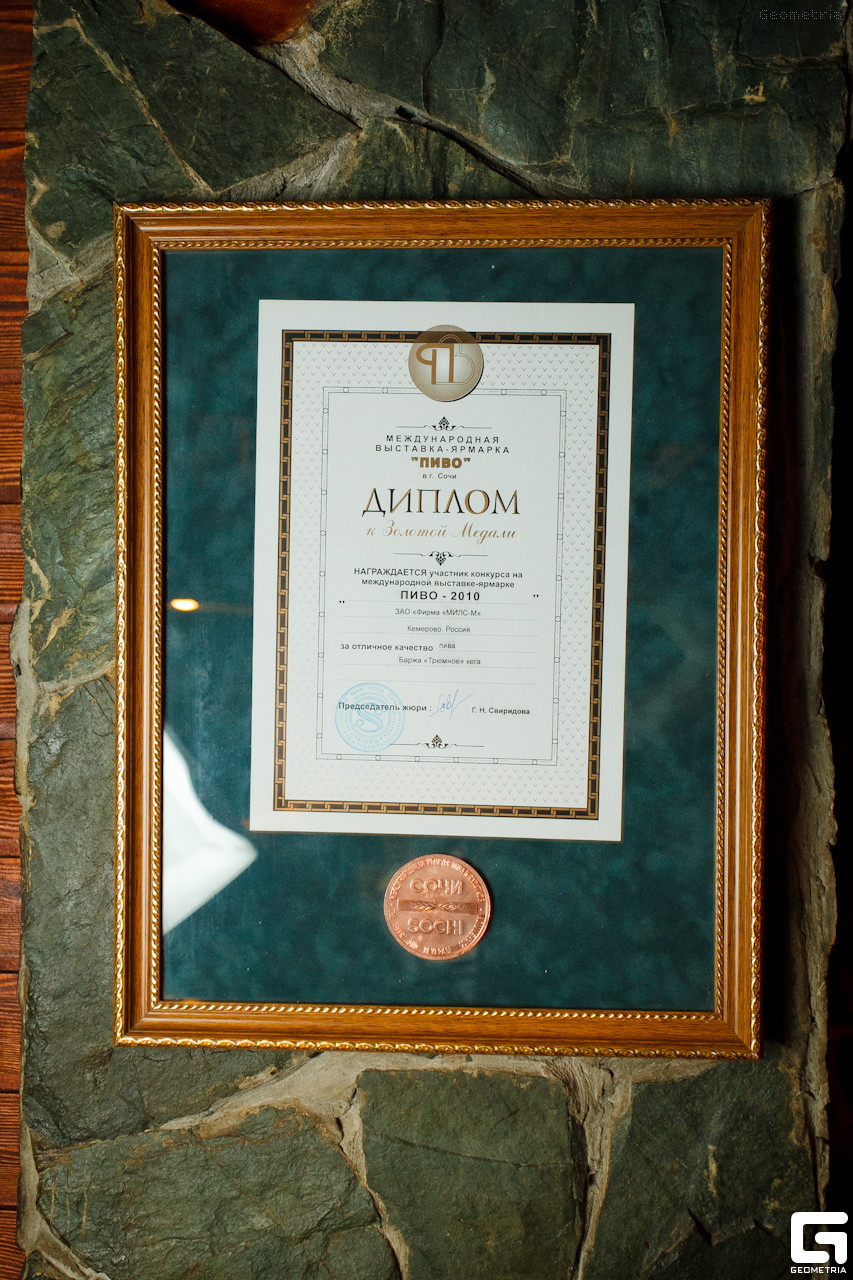 Geometria
ПВ
МЕЖДУНАРОДНАЯ
ВЫСТАВКА-ЯРМАРКА
"ПИВО"
в г. Сочи
ДИПЛОМ
к Золотой Медали
НАГРАЖДАЕТСЯ участник конкурса на
международной выставке-ярмарке
" ПИВО - 2010 "
ЗАО «Фирма «МИЛС-М»
Кемерово. Россия
за отличное качество пива
Баржа «Трюмное» кега
Председатель жюри : Г. Н. Свиридова
СОЧИ
SOCHI
GEOMETRIA